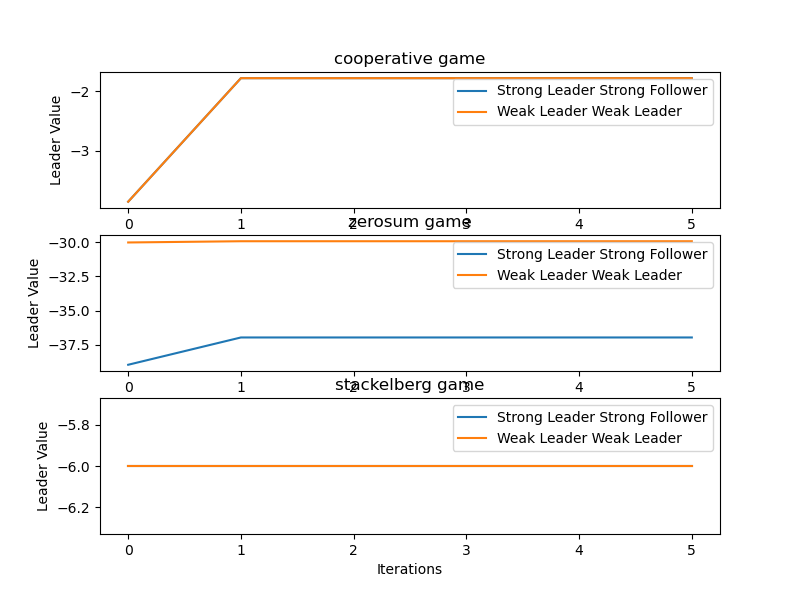 cooperative game
Leader Value
−2
−3
Strong Leader Strong Follower
Weak Leader Weak Leader
0 1 2 3 4 5
zerosum game
Leader Value
−30.0
−32.5
−35.0
−37.5
Strong Leader Strong Follower
Weak Leader Weak Leader
0 1 2 3 4 5
stackelberg game
Leader Value
−5.8
−6.0
−6.2
Strong Leader Strong Follower
Weak Leader Weak Leader
0 1 2 3 4 5
Iterations